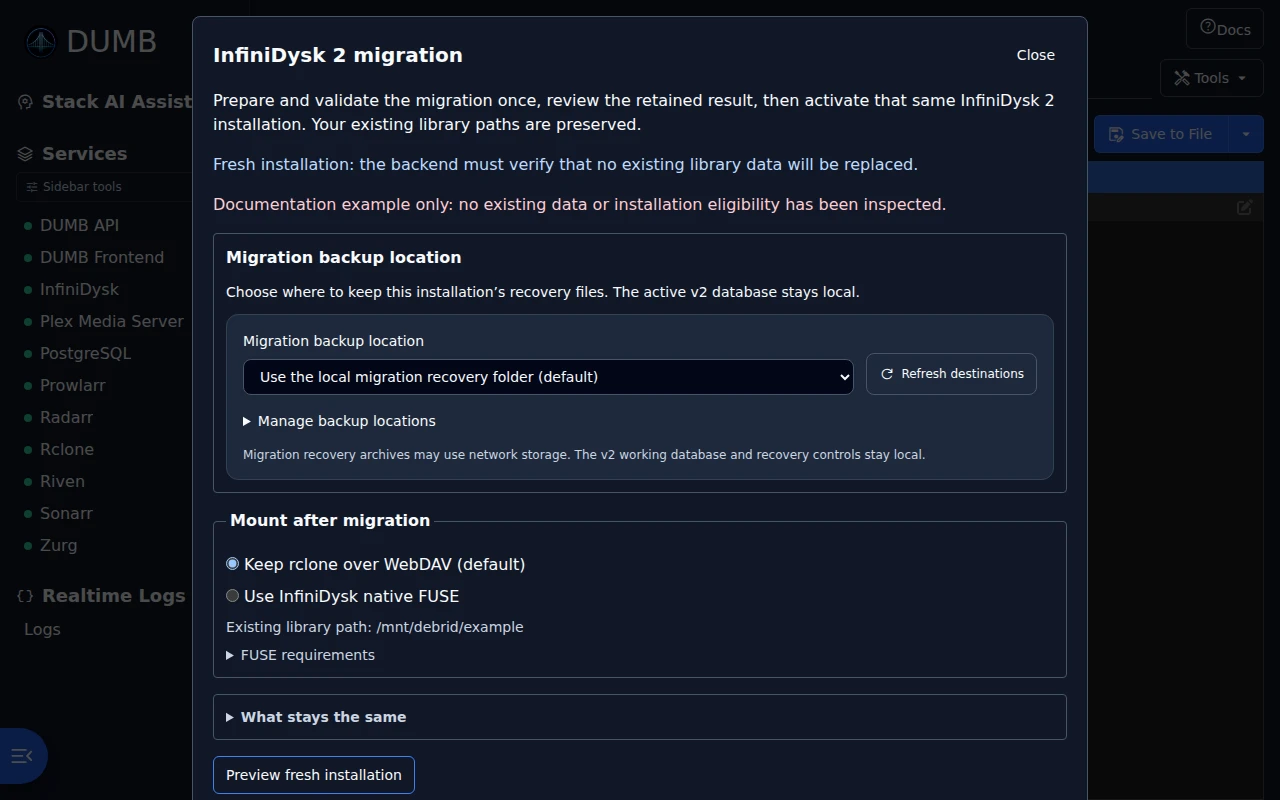 DUMB
Docs
Tools
Stack AI Assist
Services
Sidebar tools
DUMB API
DUMB Frontend
InfiniDysk
Plex Media Server
PostgreSQL
Prowlarr
Radarr
Rclone
Riven
Sonarr
Zurg
Realtime Logs
Logs
Save to File
InfiniDysk 2 migration
Close
Prepare and validate the migration once, review the retained result, then activate that same InfiniDysk 2
installation. Your existing library paths are preserved.
Fresh installation: the backend must verify that no existing library data will be replaced.
Documentation example only: no existing data or installation eligibility has been inspected.
Migration backup location
Choose where to keep this installation’s recovery files. The active v2 database stays local.
Migration backup location
Use the local migration recovery folder (default)
Refresh destinations
Manage backup locations
Migration recovery archives may use network storage. The v2 working database and recovery controls stay local.
Mount after migration
Keep rclone over WebDAV (default)
Use InfiniDysk native FUSE
Existing library path: /mnt/debrid/example
FUSE requirements
What stays the same
Preview fresh installation